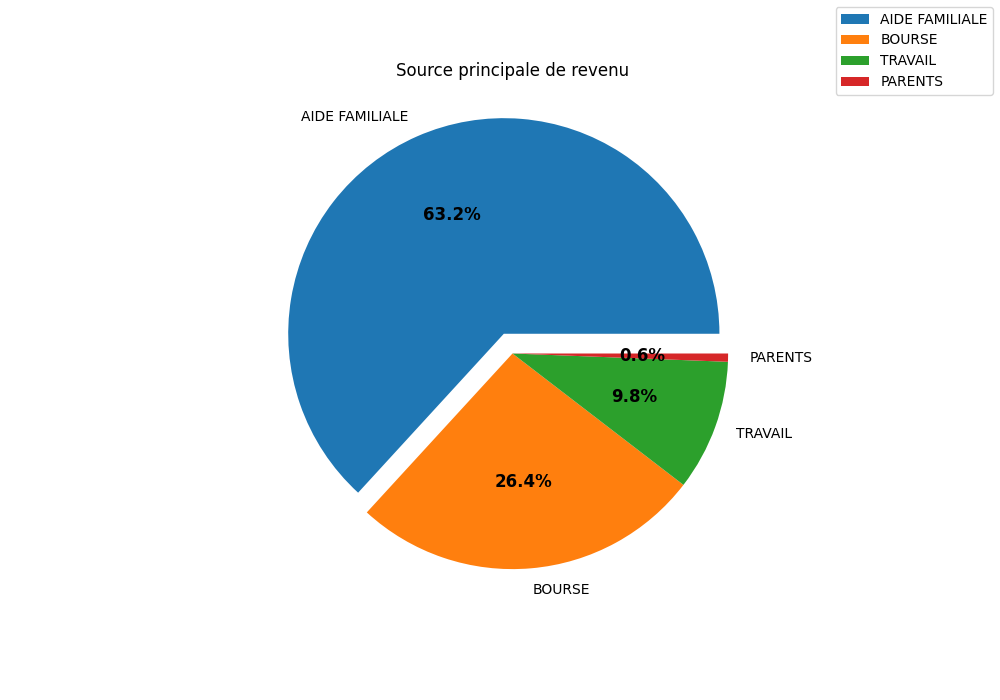 AIDE FAMILIALE
BOURSE
TRAVAIL
PARENTS
Source principale de revenu
AIDE FAMILIALE
63.2%
0.6%
PARENTS
9.8%
TRAVAIL
26.4%
BOURSE